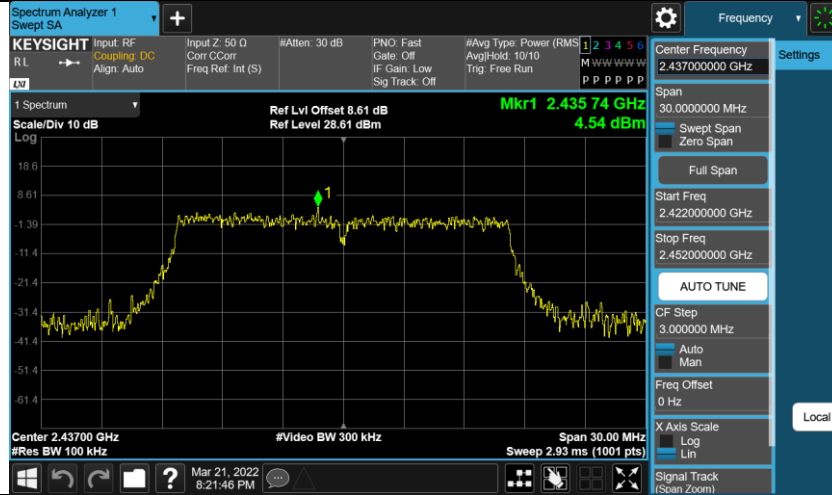 Spectrum Analyzer 1
Swept SA
+
Frequency
KEYSIGHT
RL
LXI
Input: RF
Coupling: DC
Align: Auto
Input Z: 50 Ω
Corr CCorr
Freq Ref: Int (S)
#Atten: 30 dB
PNO: Fast
Gate: Off
IF Gain: Low
Sig Track: Off
#Avg Type: Power (RMS
Avg|Hold: 10/10
Trig: Free Run
1 2 3 4 5 6
M W W W W W
P P P P P P
1 Spectrum
Scale/Div 10 dB
Log
Ref Lvl Offset 8.61 dB
Ref Level 28.61 dBm
Mkr1 2.435 74 GHz
4.54 dBm
18.6
8.61
-1.39
-11.4
-21.4
-31.4
-41.4
-51.4
-61.4
1
Center 2.43700 GHz
#Res BW 100 kHz
#Video BW 300 kHz
Span 30.00 MHz
Sweep 2.93 ms (1001 pts)
?
Mar 21, 2022
8:21:46 PM
Center Frequency
2.437000000 GHz
Span
30.0000000 MHz
Swept Span
Zero Span
Full Span
Start Freq
2.422000000 GHz
Stop Freq
2.452000000 GHz
AUTO TUNE
CF Step
3.000000 MHz
Auto
Man
Freq Offset
0 Hz
X Axis Scale
Log
Lin
Signal Track
(Span Zoom)
Settings
Local